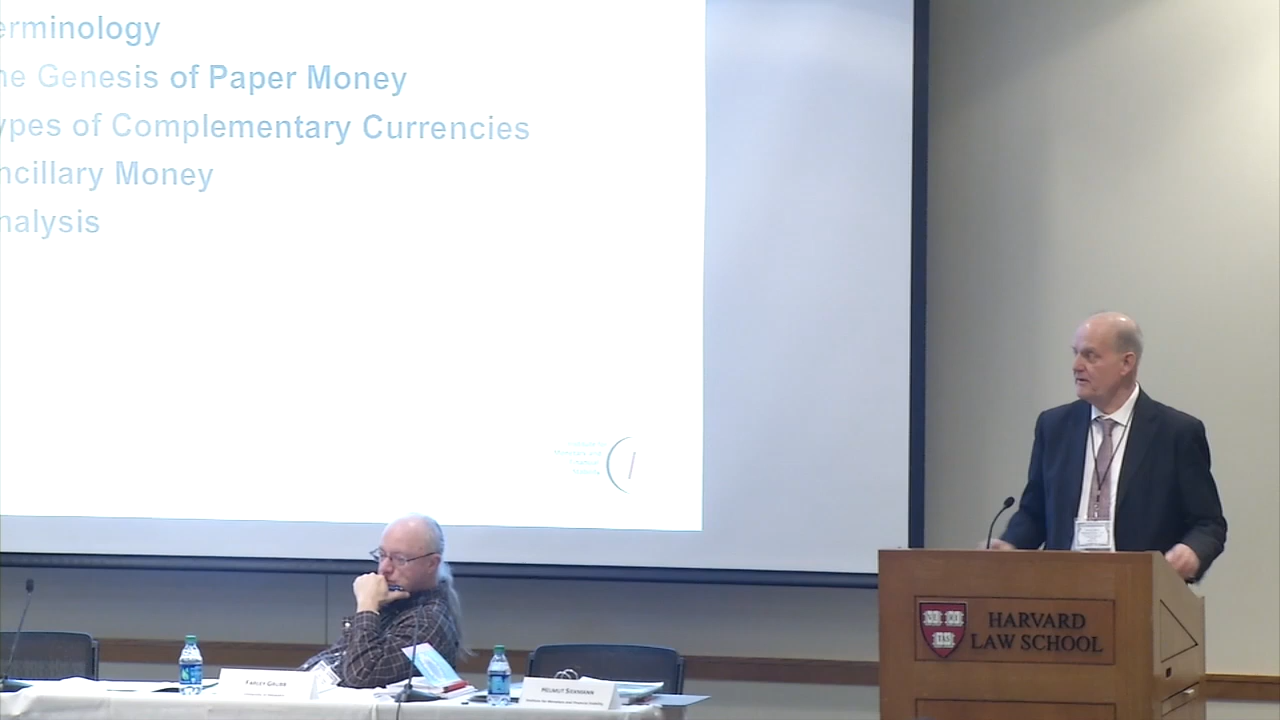 erminology
he Genesis of Paper Money
ypes of Complementary Currencies
ncillary Money
nalysis
HARVARD
LAW SCHOOL
FARLEY GRUBB
HELMUT SIEKMANN